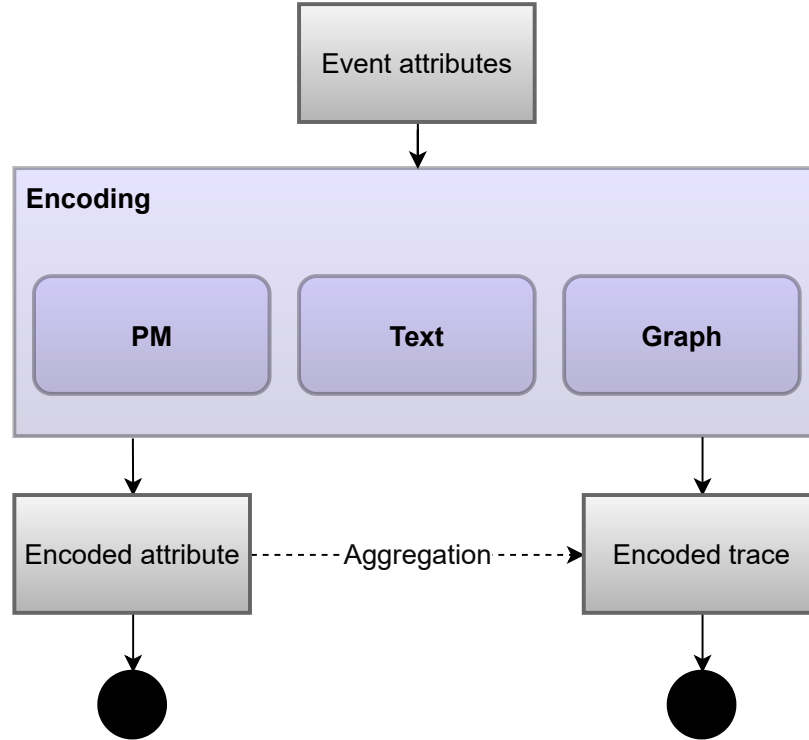 Event attributes
Encoding
PM
Text
Graph
Encoded attribute
Aggregation
Encoded trace